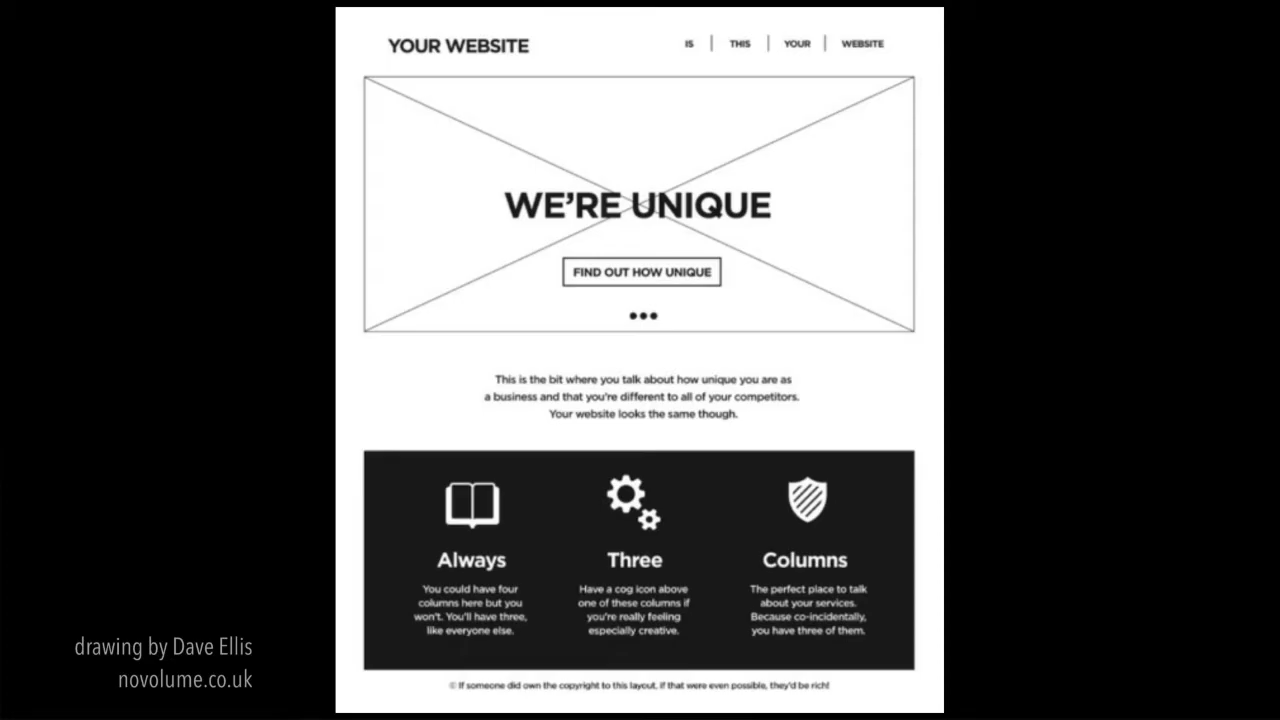 YOUR WEBSITE
IS
THIS
YOUR
WEBSITE
WE'RE UNIQUE
FIND OUT HOW UNIQUE
This is the bit where you talk about how unique you are as
a business and that you're different to all of your competitors.
Your website looks the same though.
Always
You could have four
columns here but you
won't. You'll have three,
like everyone else.
Three
Have a cog icon above
one of these columns if
you're really feeling
especially creative.
Columns
The perfect place to talk
about your services.
Because co-incidentally,
you have three of them.
© If someone did own the copyright to this layout, if that were even possible, they'd be rich!
drawing by Dave Ellis
novolume.co.uk